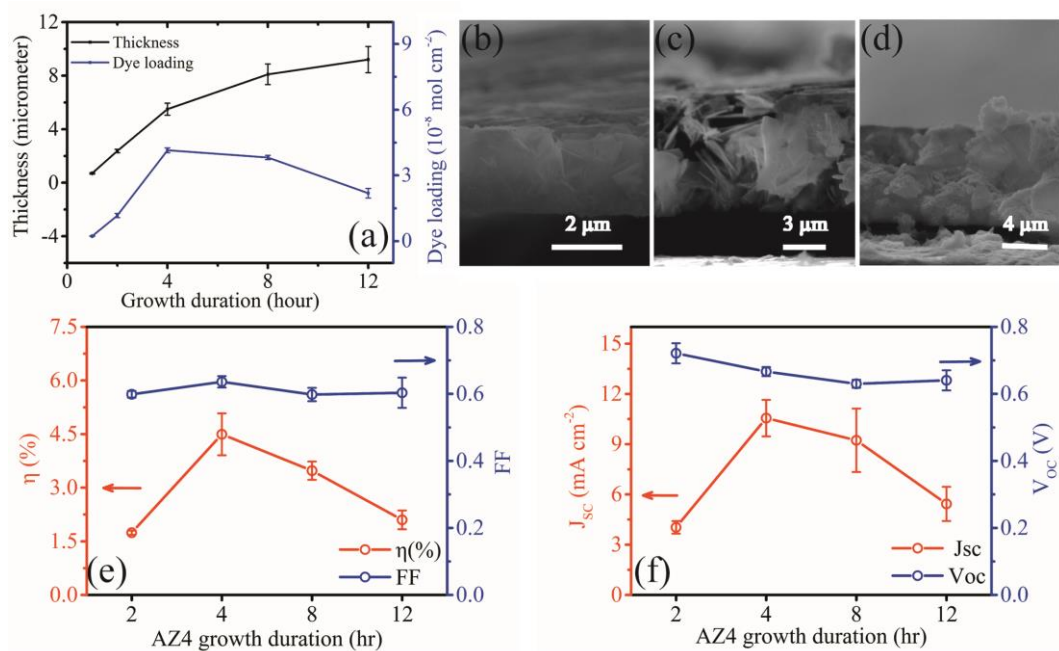 12
8
4
0
-4
Thickness (micrometer)
Thickness
Dye loading
(a)
0 4 8 12
Growth duration (hour)
9
6
3
0
Dye loading (10⁻⁸ mol cm⁻²)
(b)
2 μm
(c)
3 μm
(d)
4 μm
7.5
6.0
4.5
3.0
1.5
0.0
η (%)
(e)
η(%)
FF
2 4 8 12
AZ4 growth duration (hr)
0.8
0.6
0.4
0.2
0.0
FF
15
12
9
6
3
0
J_SC (mA cm⁻²)
(f)
Jsc
Voc
2 4 8 12
AZ4 growth duration (hr)
0.8
0.6
0.4
0.2
0.0
V_OC (V)